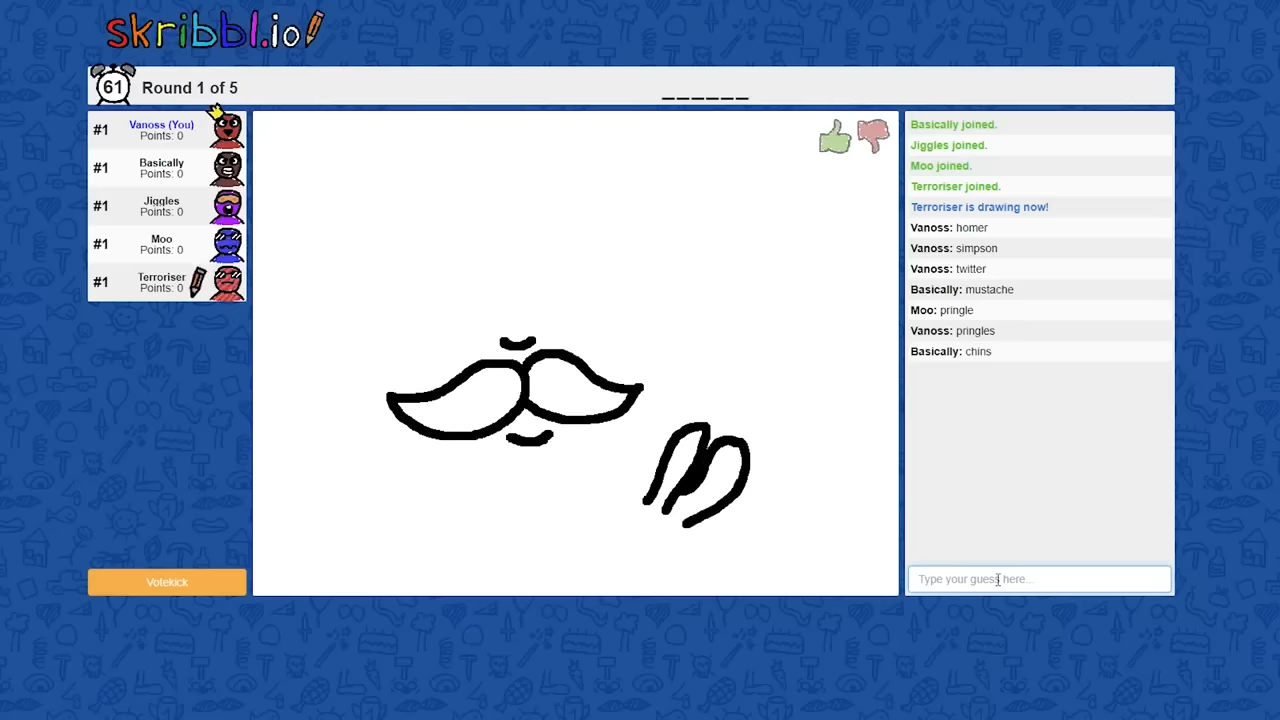 skribbl.io
61
Round 1 of 5
______
#1
Vanoss (You)
Points: 0
#1
Basically
Points: 0
#1
Jiggles
Points: 0
#1
Moo
Points: 0
#1
Terroriser
Points: 0
Votekick
Basically joined.
Jiggles joined.
Moo joined.
Terroriser joined.
Terroriser is drawing now!
Vanoss: homer
Vanoss: simpson
Vanoss: twitter
Basically: mustache
Moo: pringle
Vanoss: pringles
Basically: chins
Type your guess here...